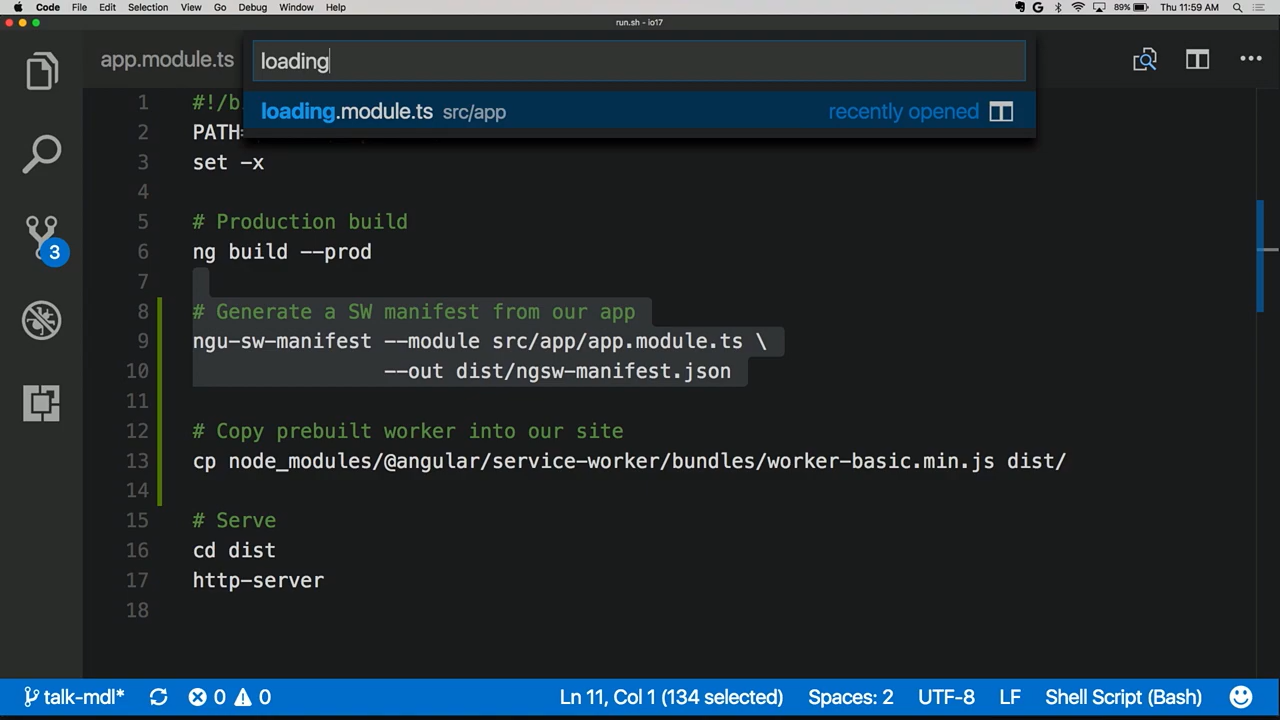 Code File Edit Selection View Go Debug Window Help 89% Thu 11:59 AM
run.sh - io17
app.module.ts
loading
loading.module.ts src/app recently opened
1 #!/b
2 PATH=
3 set -x
4
5 # Production build
6 ng build --prod
7
8 # Generate a SW manifest from our app
9 ngu-sw-manifest --module src/app/app.module.ts \
10 --out dist/ngsw-manifest.json
11
12 # Copy prebuilt worker into our site
13 cp node_modules/@angular/service-worker/bundles/worker-basic.min.js dist/
14
15 # Serve
16 cd dist
17 http-server
18
3
talk-mdl* 0 0 Ln 11, Col 1 (134 selected) Spaces: 2 UTF-8 LF Shell Script (Bash)